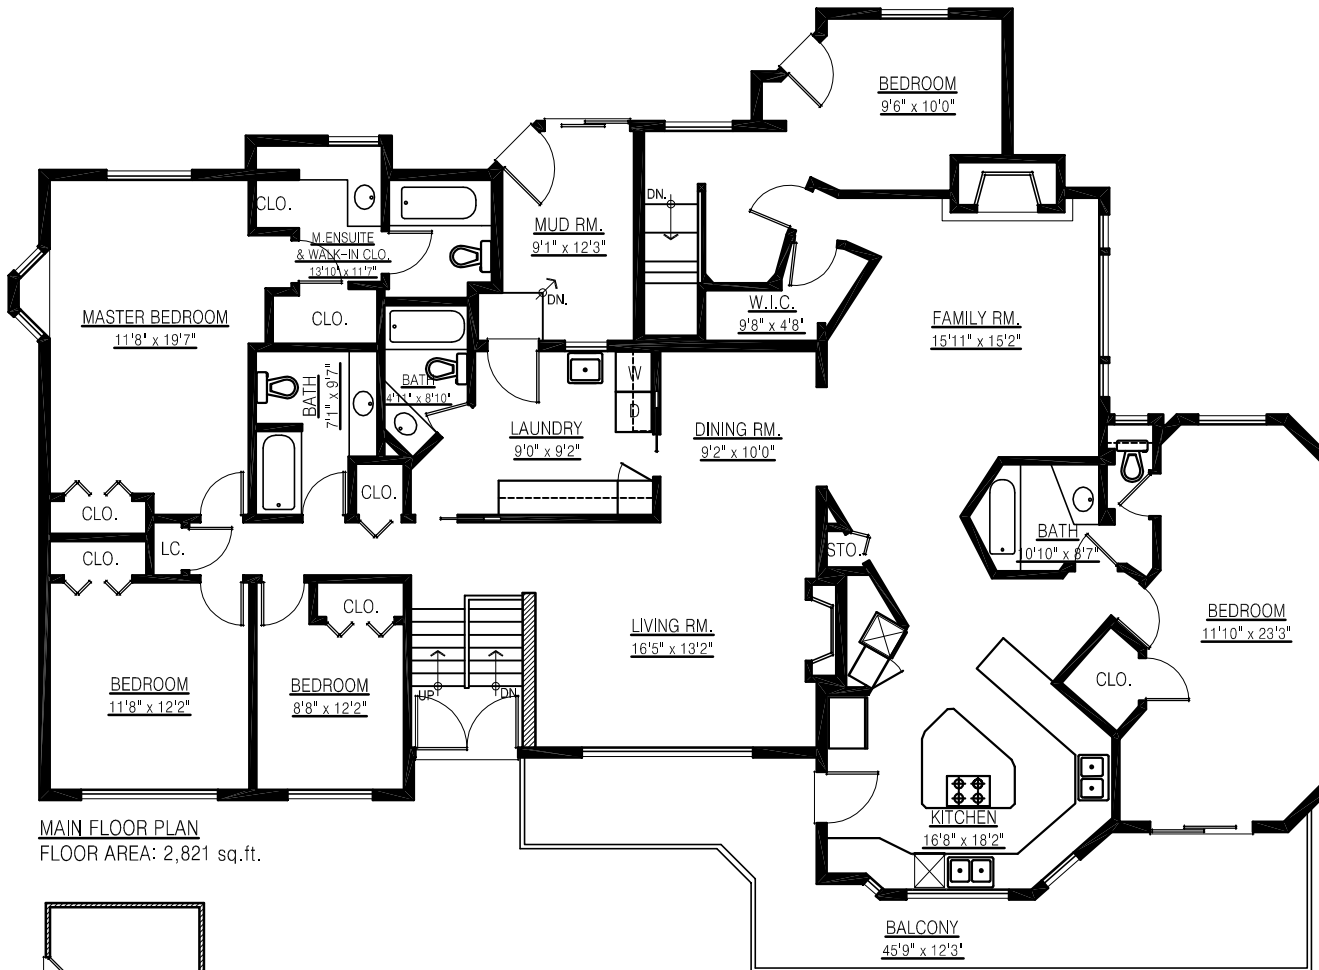 BEDROOM
9'6" x 10'0"
CLO.
M.ENSUITE
& WALK-IN CLO.
13'10" x 11'7"
MUD RM.
9'1" x 12'3"
DN.
DN.
W.I.C.
9'8" x 4'8"
FAMILY RM.
15'11" x 15'2"
MASTER BEDROOM
11'8" x 19'7"
CLO.
BATH
7'1" x 9'7"
BATH
4'11" x 8'10"
W
D
LAUNDRY
9'0" x 9'2"
DINING RM.
9'2" x 10'0"
CLO.
CLO.
CLO.
LC.
STO.
BATH
10'10" x 8'7"
BEDROOM
11'10" x 23'3"
CLO.
LIVING RM.
16'5" x 13'2"
CLO.
BEDROOM
11'8" x 12'2"
BEDROOM
8'8" x 12'2"
UP
DN.
KITCHEN
16'8" x 18'2"
MAIN FLOOR PLAN
FLOOR AREA: 2,821 sq.ft.
BALCONY
45'9" x 12'3"